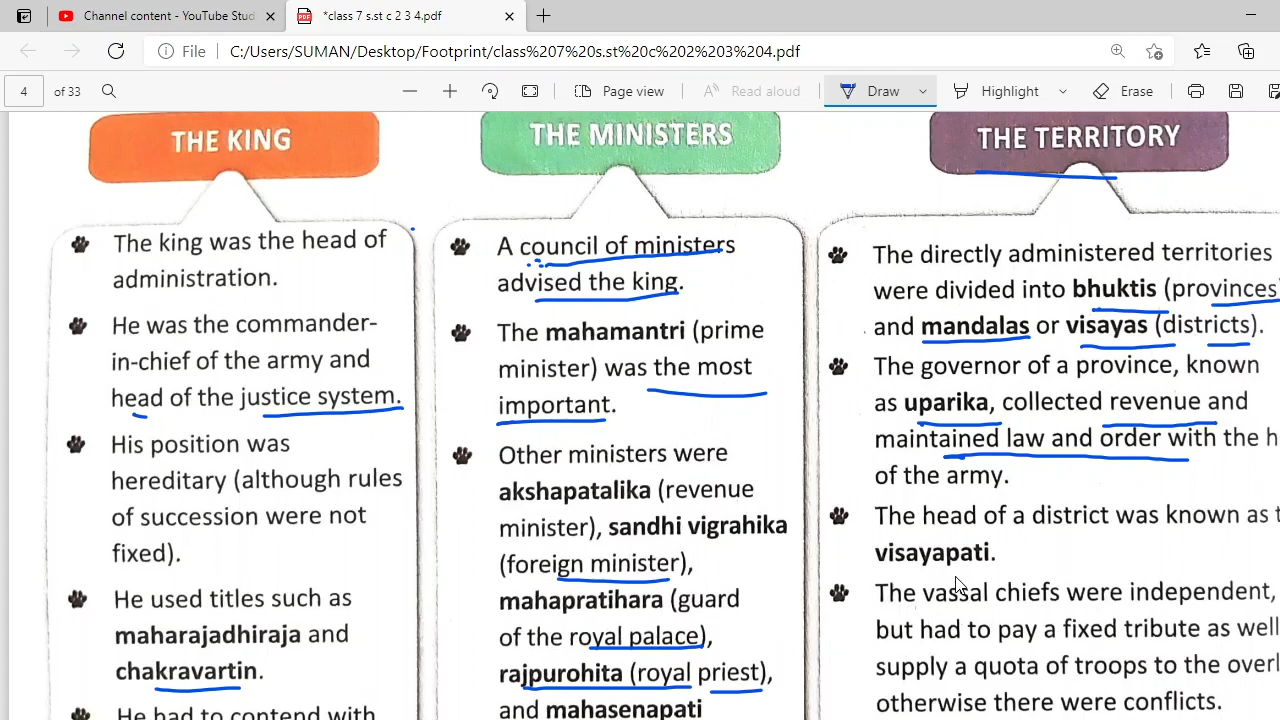 Channel content - YouTube Stud
*class 7 s.st c 2 3 4.pdf
File
C:/Users/SUMAN/Desktop/Footprint/class%207%20s.st%20c%202%203%204.pdf
4 of 33
Page view
Read aloud
Draw
Highlight
Erase
THE KING
The king was the head of
administration.
He was the commander-
in-chief of the army and
head of the justice system.
His position was
hereditary (although rules
of succession were not
fixed).
He used titles such as
maharajadhiraja and
chakravartin.
He had to contend with
THE MINISTERS
A council of ministers
advised the king.
The mahamantri (prime
minister) was the most
important.
Other ministers were
akshapatalika (revenue
minister), sandhi vigrahika
(foreign minister),
mahapratihara (guard
of the royal palace),
rajpurohita (royal priest),
and mahasenapati
THE TERRITORY
The directly administered territories
were divided into bhuktis (provinces)
and mandalas or visayas (districts).
The governor of a province, known
as uparika, collected revenue and
maintained law and order with the h
of the army.
The head of a district was known as t
visayapati.
The vassal chiefs were independent,
but had to pay a fixed tribute as well
supply a quota of troops to the overl
otherwise there were conflicts.